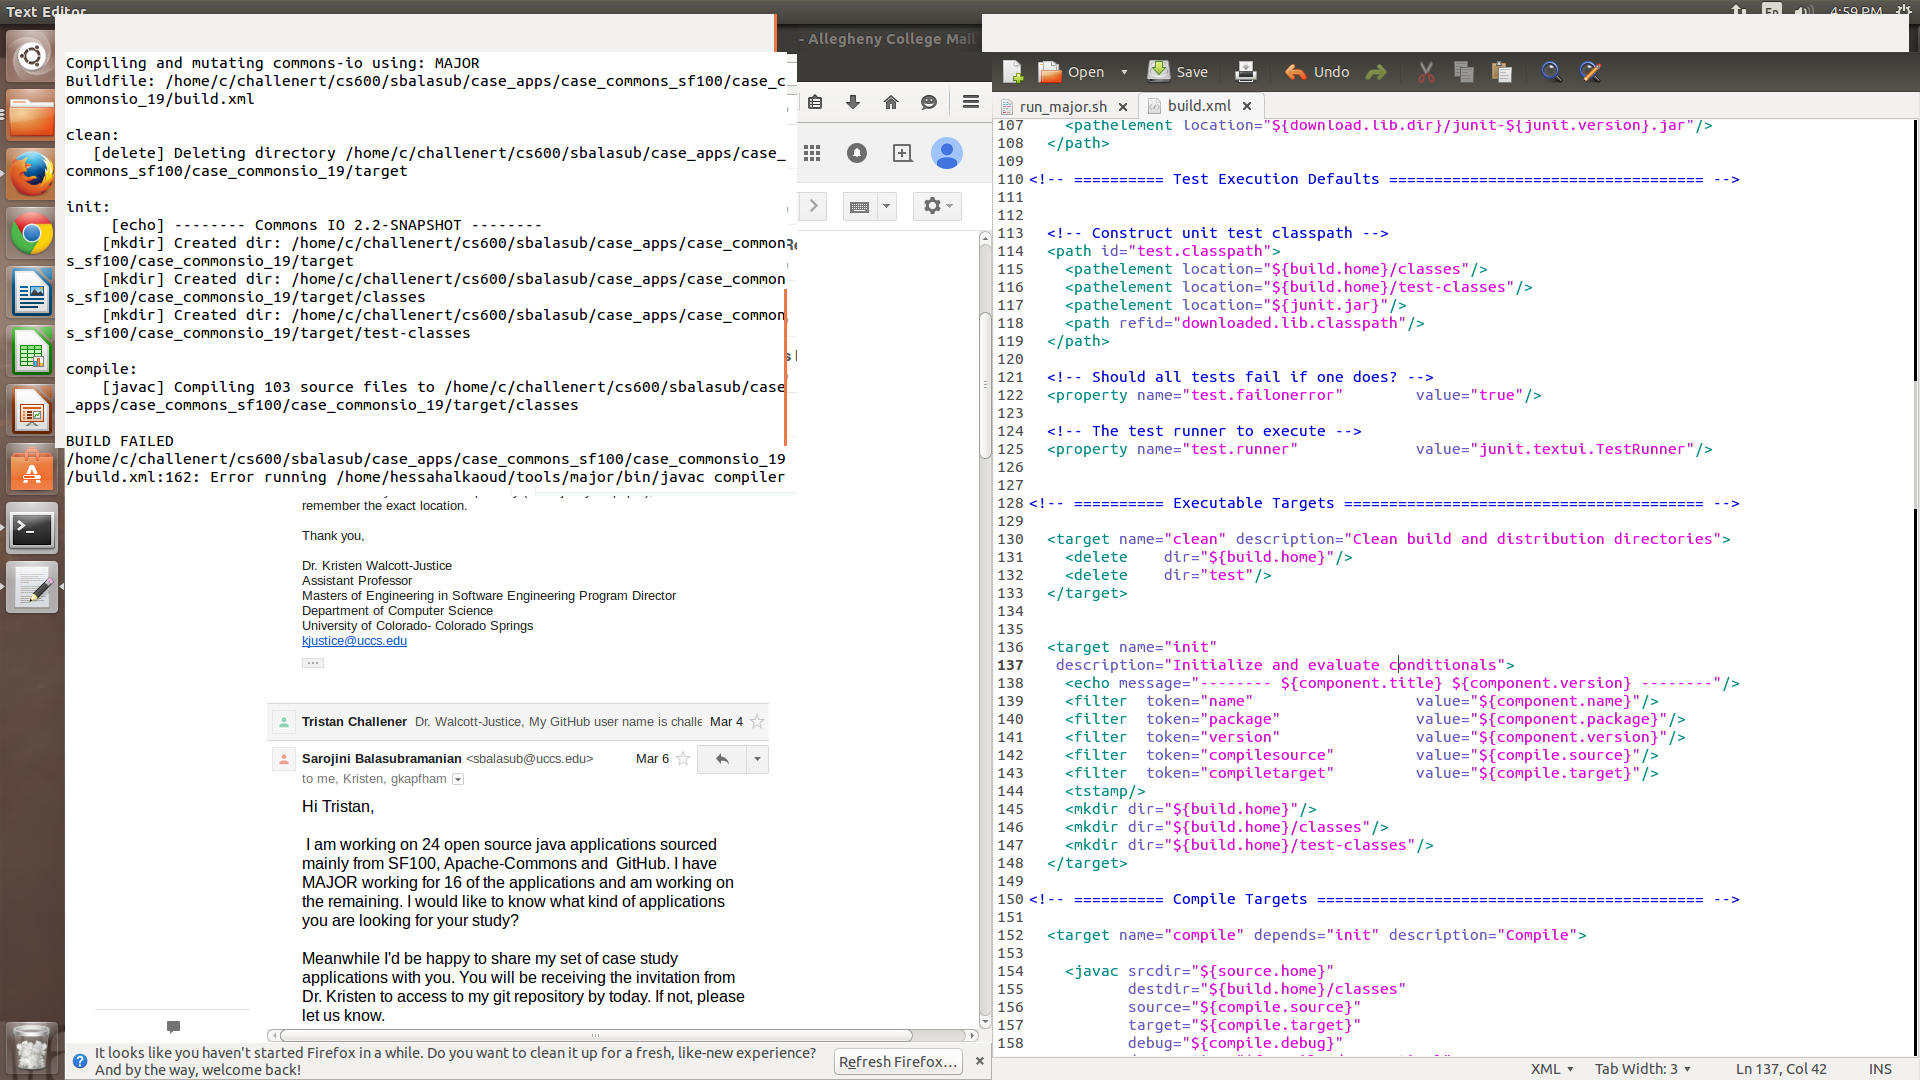 Text Editor
En
4:59 PM
- Allegheny College Mail
Compiling and mutating commons-io using: MAJOR
Buildfile: /home/c/challenert/cs600/sbalasub/case_apps/case_commons_sf100/case_c
ommonsio_19/build.xml
clean:
[delete] Deleting directory /home/c/challenert/cs600/sbalasub/case_apps/case_
commons_sf100/case_commonsio_19/target
init:
[echo] -------- Commons IO 2.2-SNAPSHOT --------
[mkdir] Created dir: /home/c/challenert/cs600/sbalasub/case_apps/case_common
s_sf100/case_commonsio_19/target
[mkdir] Created dir: /home/c/challenert/cs600/sbalasub/case_apps/case_common
s_sf100/case_commonsio_19/target/classes
[mkdir] Created dir: /home/c/challenert/cs600/sbalasub/case_apps/case_common
s_sf100/case_commonsio_19/target/test-classes
compile:
[javac] Compiling 103 source files to /home/c/challenert/cs600/sbalasub/case
_apps/case_commons_sf100/case_commonsio_19/target/classes
BUILD FAILED
/home/c/challenert/cs600/sbalasub/case_apps/case_commons_sf100/case_commonsio_19
/build.xml:162: Error running /home/hessahalkaoud/tools/major/bin/javac compiler
remember the exact location.
Thank you,
Dr. Kristen Walcott-Justice
Assistant Professor
Masters of Engineering in Software Engineering Program Director
Department of Computer Science
University of Colorado- Colorado Springs
kjustice@uccs.edu
Tristan Challener Dr. Walcott-Justice, My GitHub user name is challe Mar 4
Sarojini Balasubramanian <sbalasub@uccs.edu> Mar 6
to me, Kristen, gkapfham
Hi Tristan,
I am working on 24 open source java applications sourced
mainly from SF100, Apache-Commons and GitHub. I have
MAJOR working for 16 of the applications and am working on
the remaining. I would like to know what kind of applications
you are looking for your study?
Meanwhile I'd be happy to share my set of case study
applications with you. You will be receiving the invitation from
Dr. Kristen to access to my git repository by today. If not, please
let us know.
It looks like you haven't started Firefox in a while. Do you want to clean it up for a fresh, like-new experience?
And by the way, welcome back!
Refresh Firefox...
Open Save Undo
run_major.sh build.xml
107 <pathelement location="${download.lib.dir}/junit-${junit.version}.jar"/>
108 </path>
109
110 <!-- ========== Test Execution Defaults =================================== -->
111
112
113 <!-- Construct unit test classpath -->
114 <path id="test.classpath">
115 <pathelement location="${build.home}/classes"/>
116 <pathelement location="${build.home}/test-classes"/>
117 <pathelement location="${junit.jar}"/>
118 <path refid="downloaded.lib.classpath"/>
119 </path>
120
121 <!-- Should all tests fail if one does? -->
122 <property name="test.failonerror" value="true"/>
123
124 <!-- The test runner to execute -->
125 <property name="test.runner" value="junit.textui.TestRunner"/>
126
127
128 <!-- ========== Executable Targets ======================================== -->
129
130 <target name="clean" description="Clean build and distribution directories">
131 <delete dir="${build.home}"/>
132 <delete dir="test"/>
133 </target>
134
135
136 <target name="init"
137 description="Initialize and evaluate conditionals">
138 <echo message="-------- ${component.title} ${component.version} --------"/>
139 <filter token="name" value="${component.name}"/>
140 <filter token="package" value="${component.package}"/>
141 <filter token="version" value="${component.version}"/>
142 <filter token="compilesource" value="${compile.source}"/>
143 <filter token="compiletarget" value="${compile.target}"/>
144 <tstamp/>
145 <mkdir dir="${build.home}"/>
146 <mkdir dir="${build.home}/classes"/>
147 <mkdir dir="${build.home}/test-classes"/>
148 </target>
149
150 <!-- ========== Compile Targets =========================================== -->
151
152 <target name="compile" depends="init" description="Compile">
153
154 <javac srcdir="${source.home}"
155 destdir="${build.home}/classes"
156 source="${compile.source}"
157 target="${compile.target}"
158 debug="${compile.debug}"
XML Tab Width: 3 Ln 137, Col 42 INS